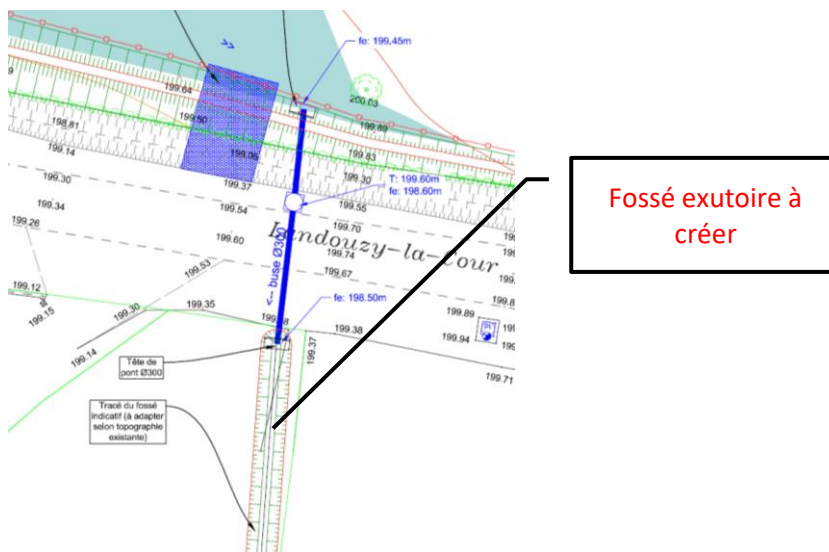 >>
fe: 199,45m
199.64
200.03
199.50
199.89
198.81
199.06
199.83
199.14
199.37
199.30
T: 199.60m
fe: 198.60m
199.30
199.54
199.55
199.34
199.70
199.26
199.60
199.74
Landouzy-la-Cour
199.67
199.53
<-- buse Ø300
fe: 198.50m
199.12
199.15
199.30
199.35
199.38
199.89
199.94
199.14
199.37
199.71
Tête de
pont Ø300
Tracé du fossé
indicatif (à adapter
selon topographie
existante)
Fossé exutoire à
créer